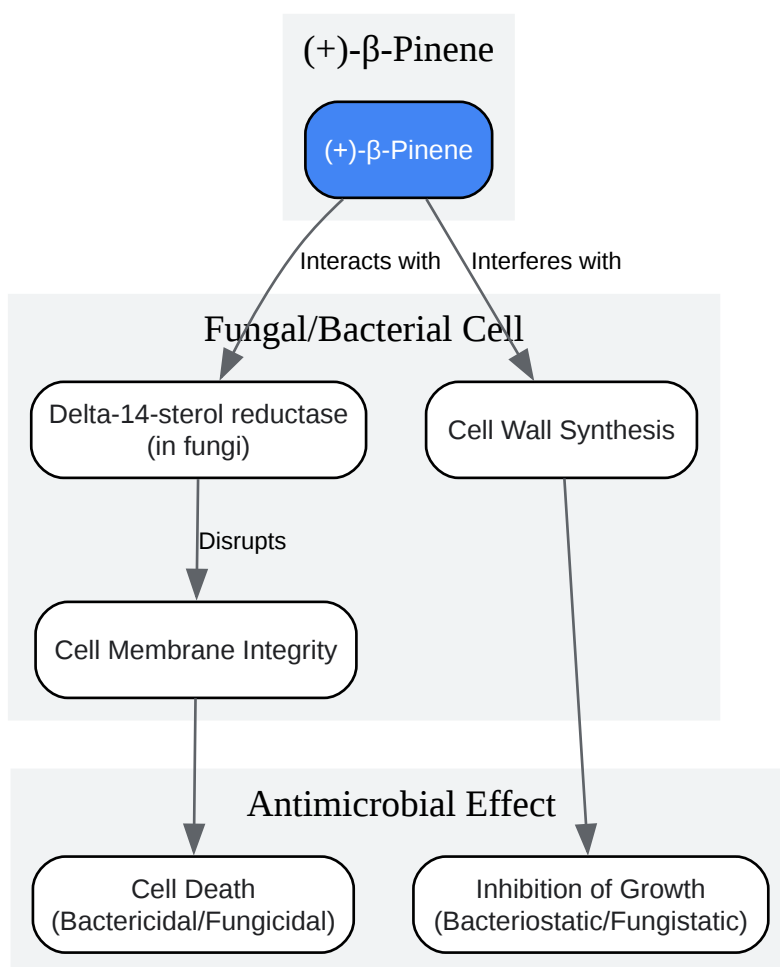 (+)-β-Pinene
(+)-β-Pinene
Interacts with
Interferes with
Fungal/Bacterial Cell
Delta-14-sterol reductase
(in fungi)
Cell Wall Synthesis
Disrupts
Cell Membrane Integrity
Antimicrobial Effect
Cell Death
(Bactericidal/Fungicidal)
Inhibition of Growth
(Bacteriostatic/Fungistatic)